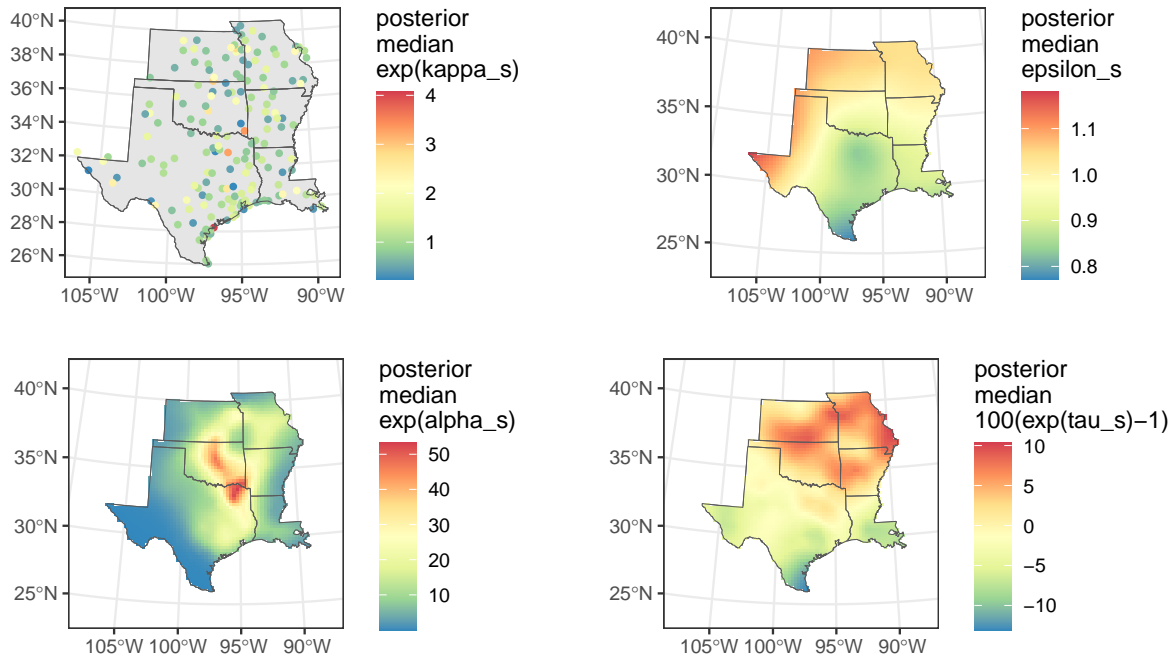 posterior
median
exp(kappa_s)
40°N
38°N
36°N
34°N
32°N
30°N
28°N
26°N
4
3
2
1
105°W 100°W 95°W 90°W
posterior
median
epsilon_s
40°N
35°N
30°N
25°N
1.1
1.0
0.9
0.8
105°W 100°W 95°W 90°W
posterior
median
exp(alpha_s)
40°N
35°N
30°N
25°N
50
40
30
20
10
105°W 100°W 95°W 90°W
posterior
median
100(exp(tau_s)−1)
40°N
35°N
30°N
25°N
10
5
0
−5
−10
105°W 100°W 95°W 90°W